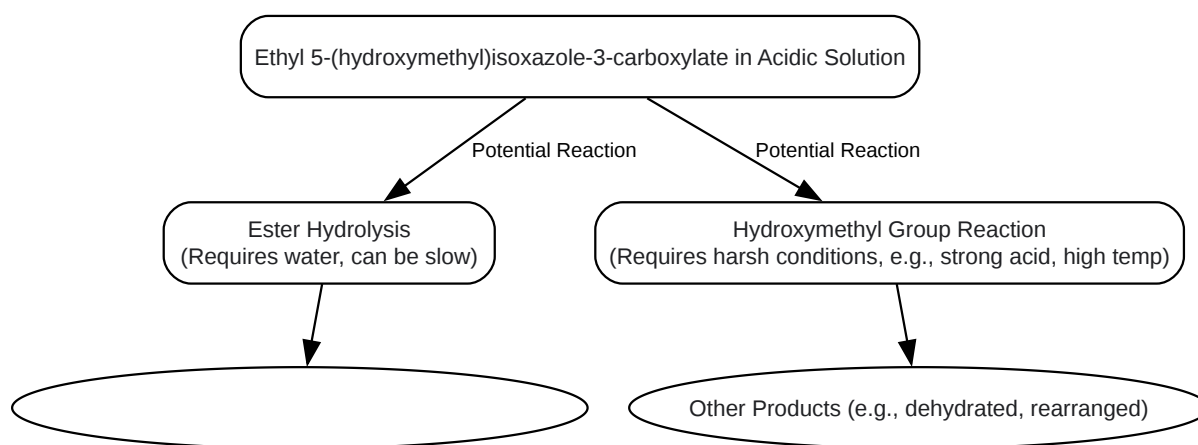 Ethyl 5-(hydroxymethyl)isoxazole-3-carboxylate in Acidic Solution
Potential Reaction
Potential Reaction
Ester Hydrolysis
(Requires water, can be slow)
Hydroxymethyl Group Reaction
(Requires harsh conditions, e.g., strong acid, high temp)
Other Products (e.g., dehydrated, rearranged)